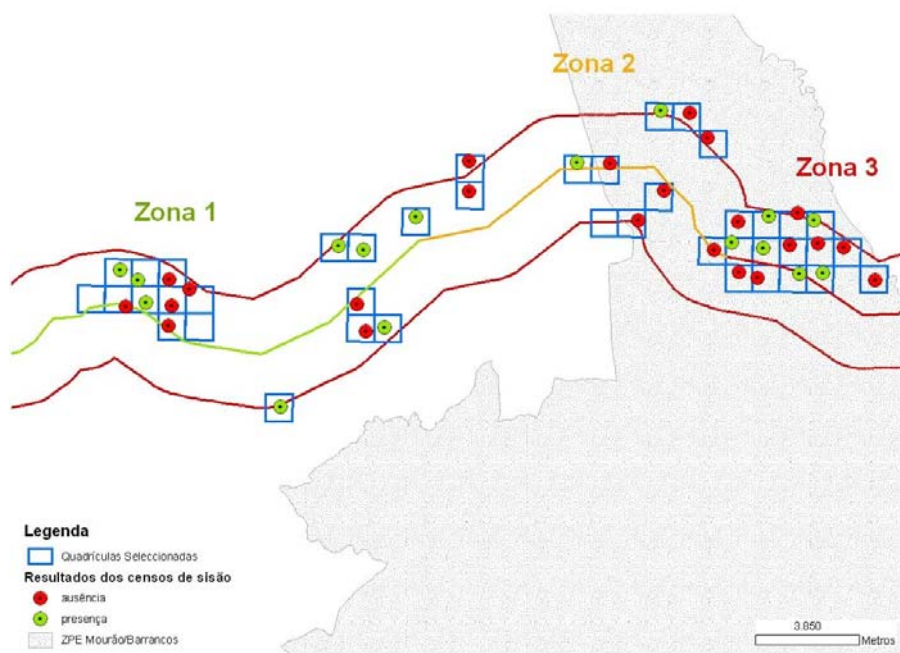 Zona 2
Zona 3
Zona 1
Legenda
Quadrículas Seleccionadas
Resultados dos censos de sisão
ausência
presença
ZPE Mourão/Barrancos
3.850
Metros